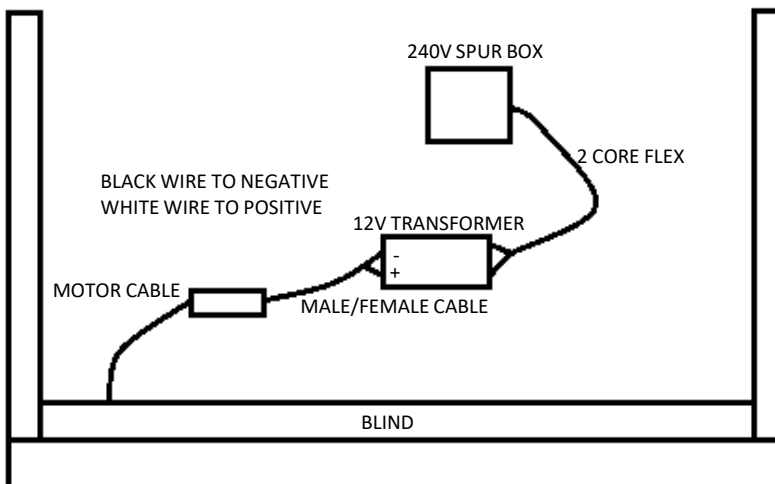 240V SPUR BOX
2 CORE FLEX
BLACK WIRE TO NEGATIVE
WHITE WIRE TO POSITIVE
12V TRANSFORMER
-
+
MOTOR CABLE
MALE/FEMALE CABLE
BLIND